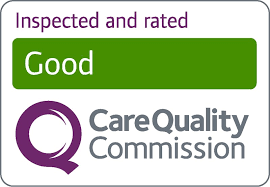 Inspected and rated
Good
CareQuality
Commission